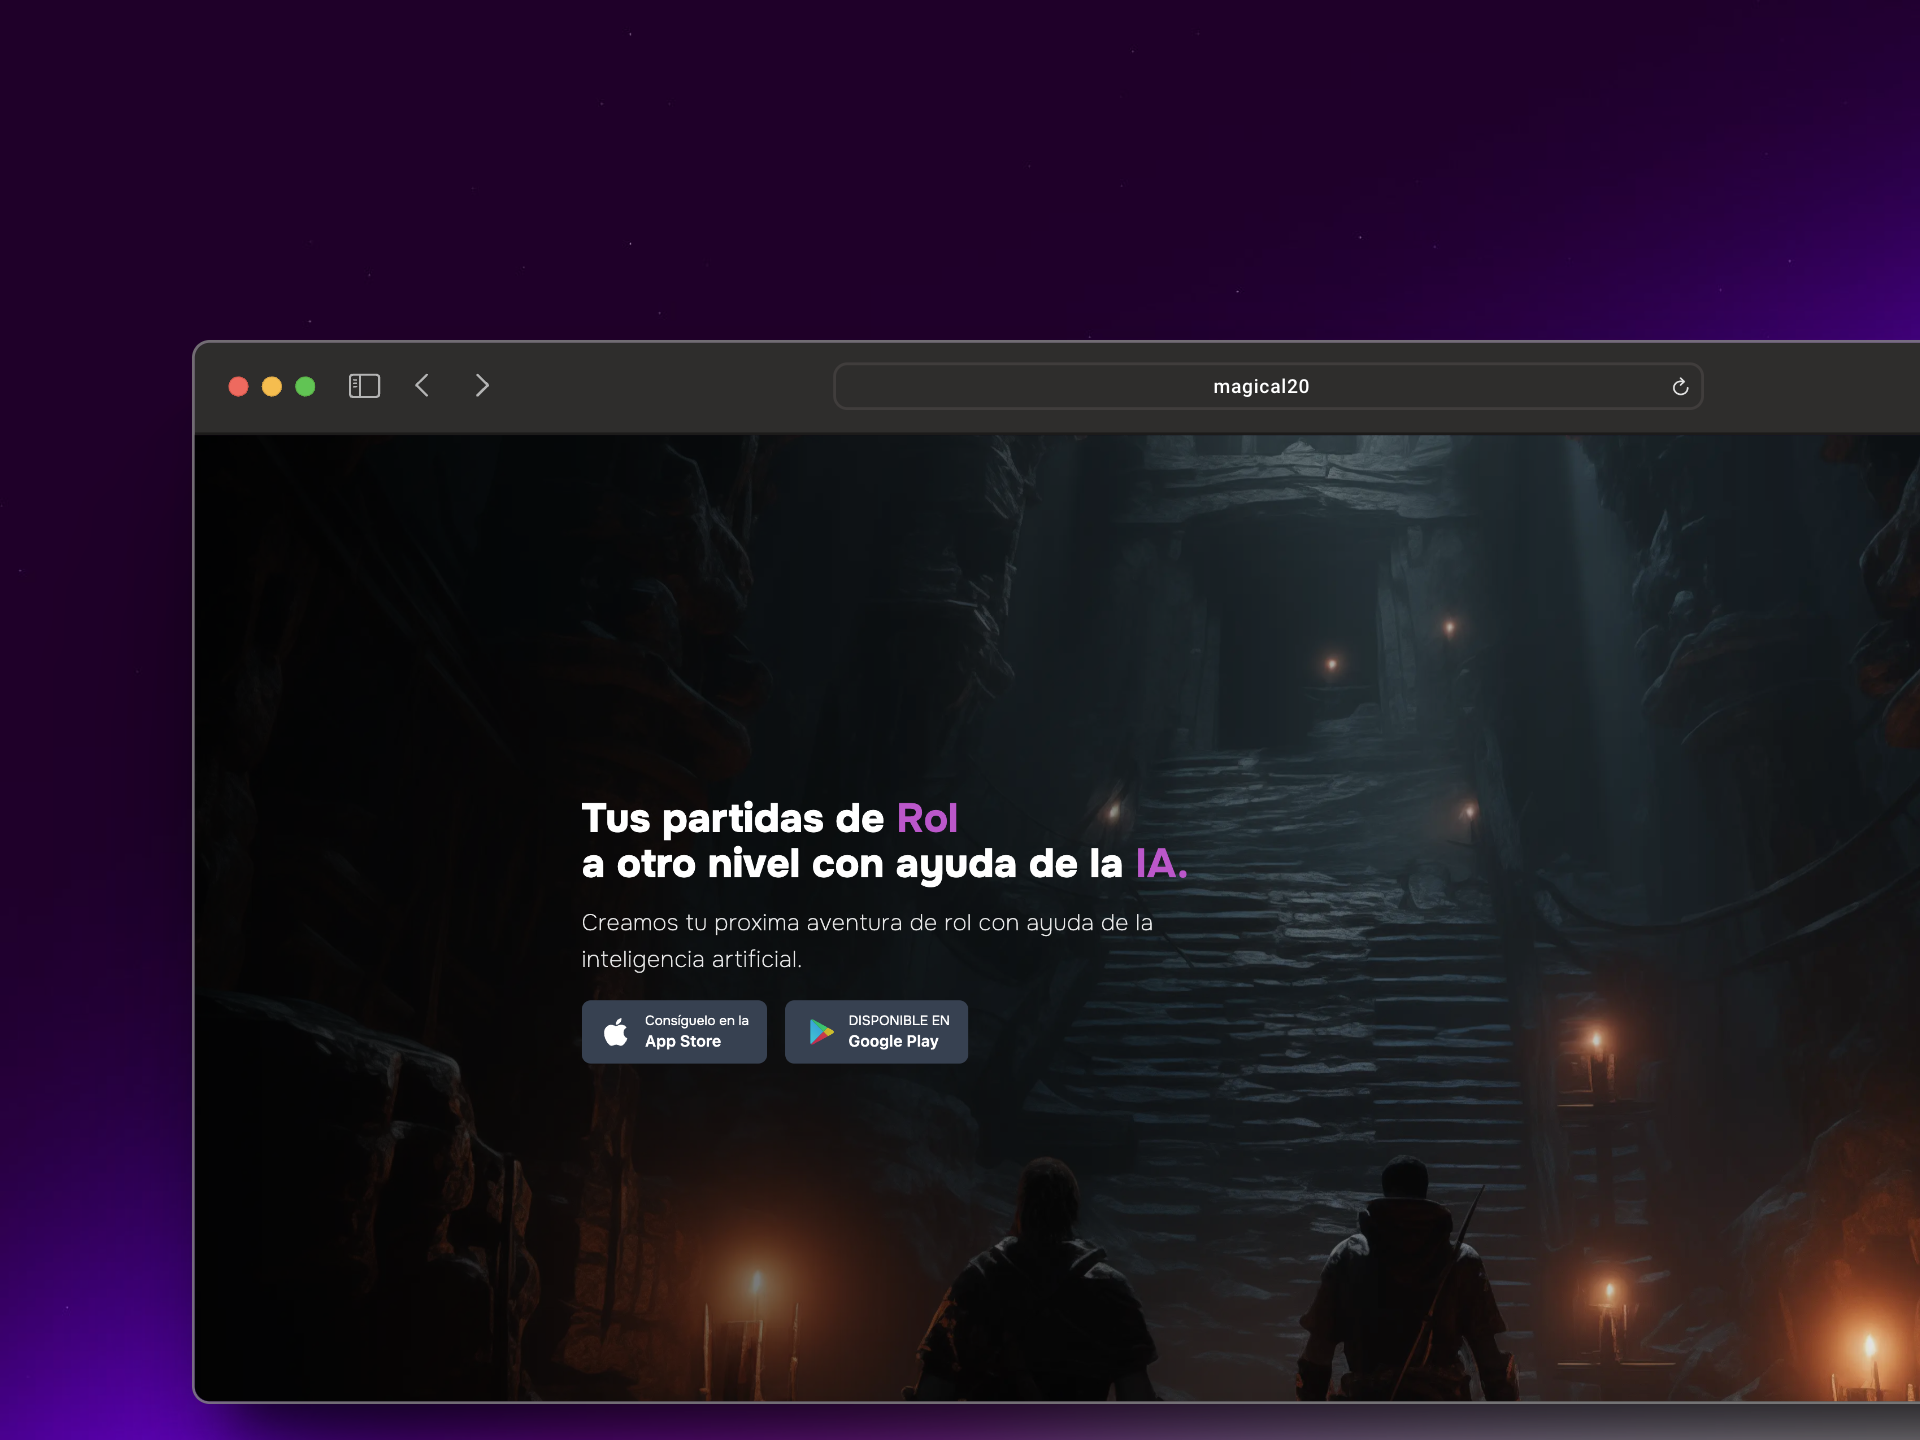 magical20
Tus partidas de Rol
a otro nivel con ayuda de la IA.
Creamos tu proxima aventura de rol con ayuda de la
inteligencia artificial.
Consíguelo en la
App Store
DISPONIBLE EN
Google Play